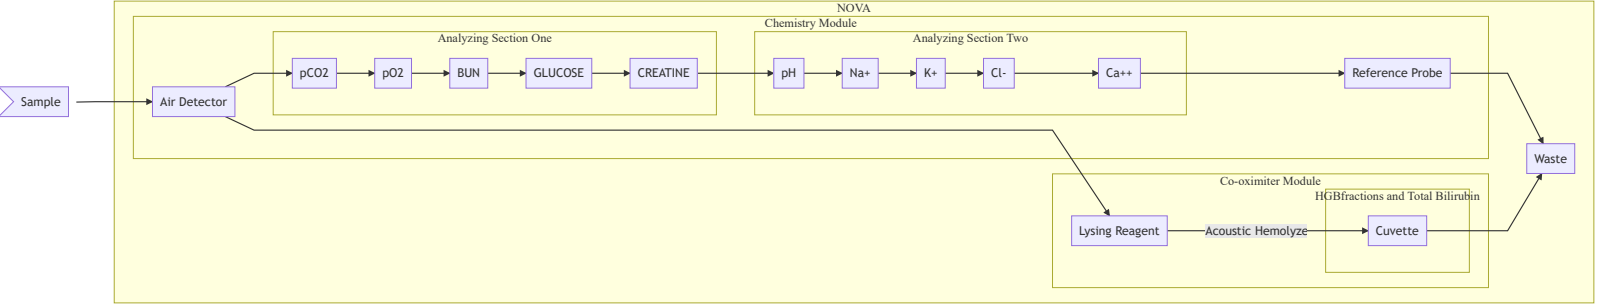 NOVA
Chemistry Module
Analyzing Section One
Analyzing Section Two
pCO2
pO2
BUN
GLUCOSE
CREATINE
pH
Na+
K+
Cl-
Ca++
Reference Probe
Sample
Air Detector
Waste
Co-oximiter Module
HGBfractions and Total Bilirubin
Lysing Reagent
Acoustic Hemolyze
Cuvette